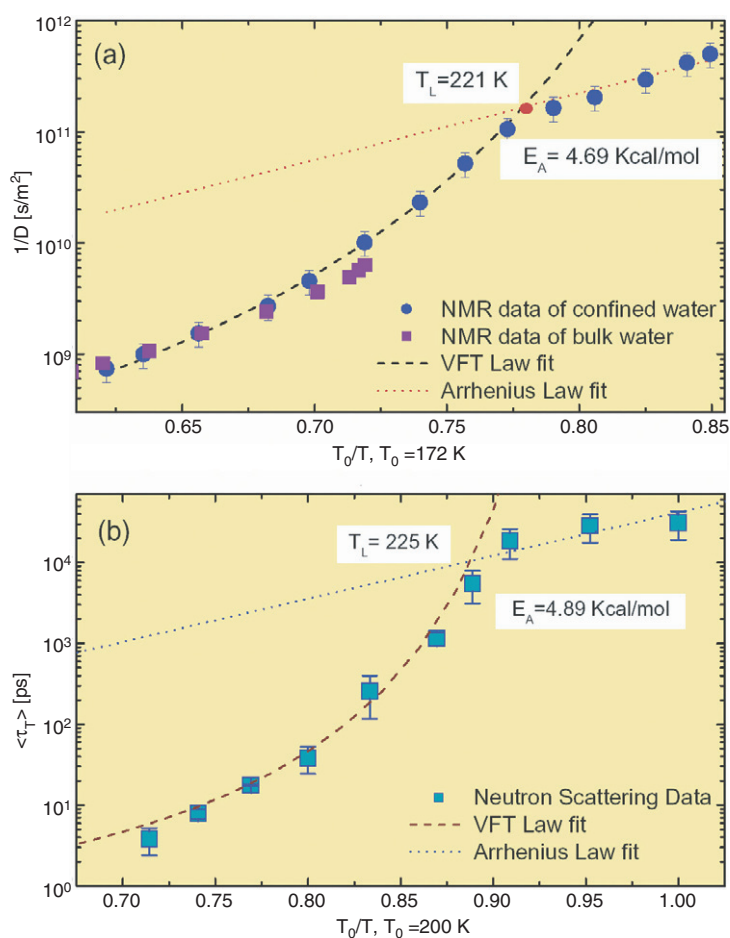 (a)
10¹²
10¹¹
10¹⁰
10⁹
1/D [s/m²]
T_L=221 K
E_A= 4.69 Kcal/mol
NMR data of confined water
NMR data of bulk water
VFT Law fit
Arrhenius Law fit
0.65 0.70 0.75 0.80 0.85
T₀/T, T₀ =172 K
(b)
10⁴
10³
10²
10¹
10⁰
<τ_T> [ps]
T_L= 225 K
E_A=4.89 Kcal/mol
Neutron Scattering Data
VFT Law fit
Arrhenius Law fit
0.70 0.75 0.80 0.85 0.90 0.95 1.00
T₀/T, T₀ =200 K